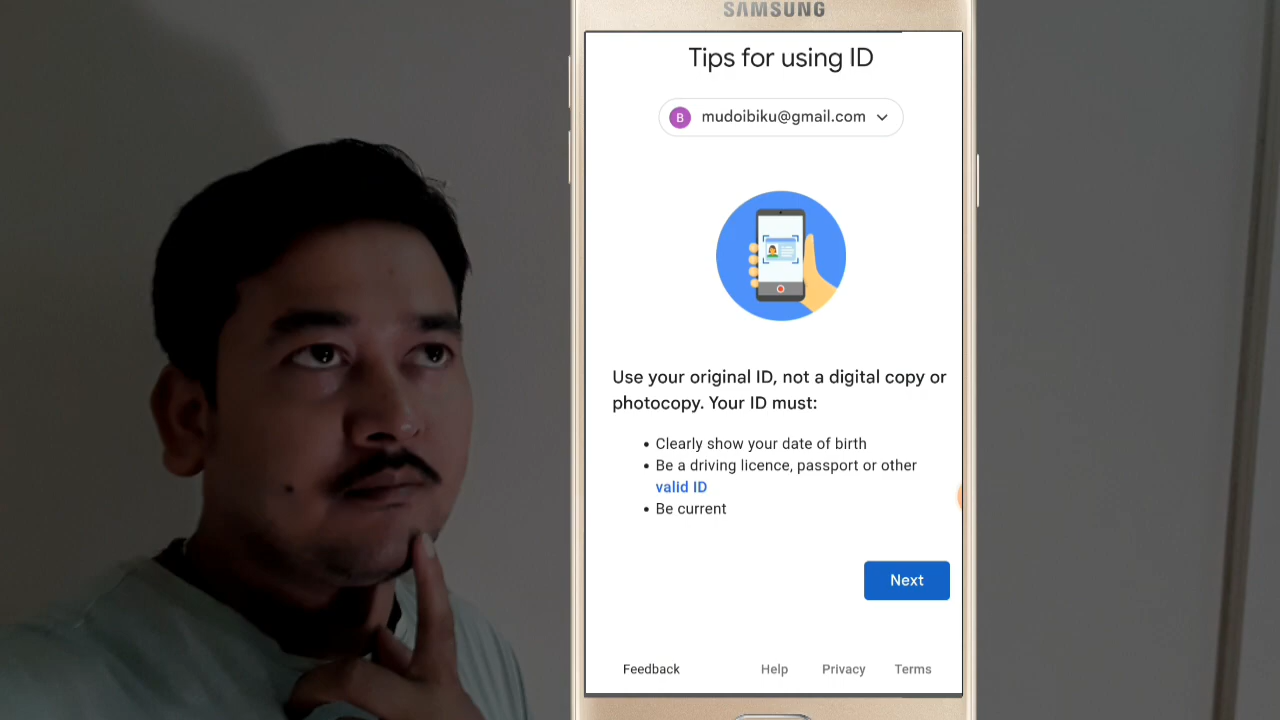 SAMSUNG
Tips for using ID
B mudoibiku@gmail.com
Use your original ID, not a digital copy or
photocopy. Your ID must:
• Clearly show your date of birth
• Be a driving licence, passport or other
valid ID
• Be current
Next
Feedback Help Privacy Terms